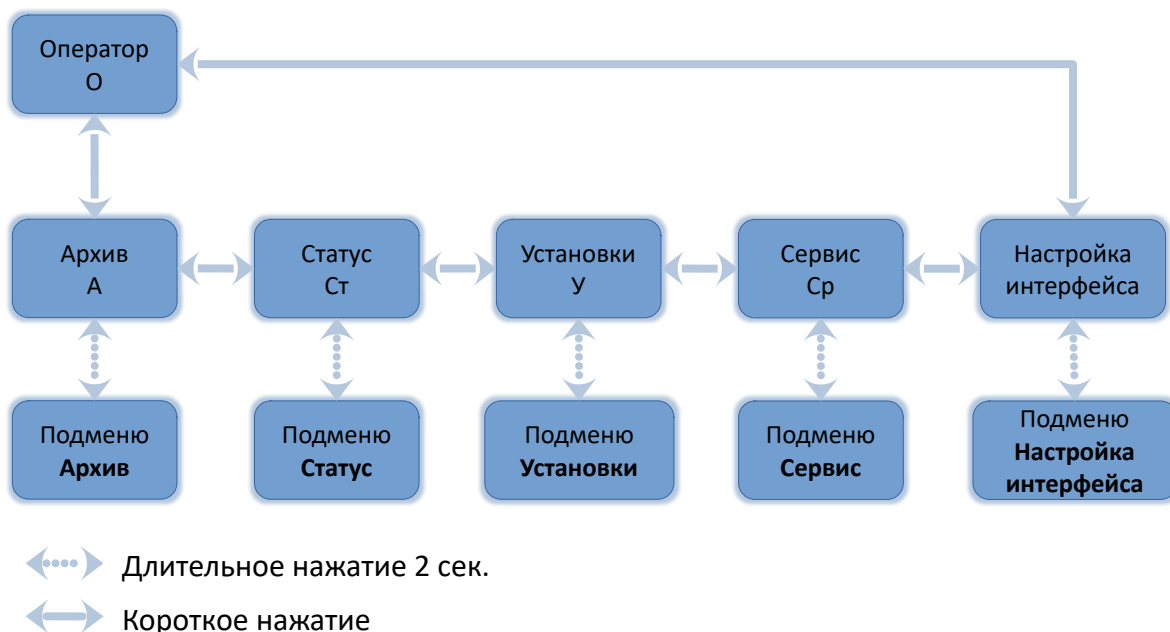 Оператор
О
Архив
А
Статус
Ст
Установки
У
Сервис
Ср
Настройка
интерфейса
Подменю
Архив
Подменю
Статус
Подменю
Установки
Подменю
Сервис
Подменю
Настройка
интерфейса
Длительное нажатие 2 сек.
Короткое нажатие